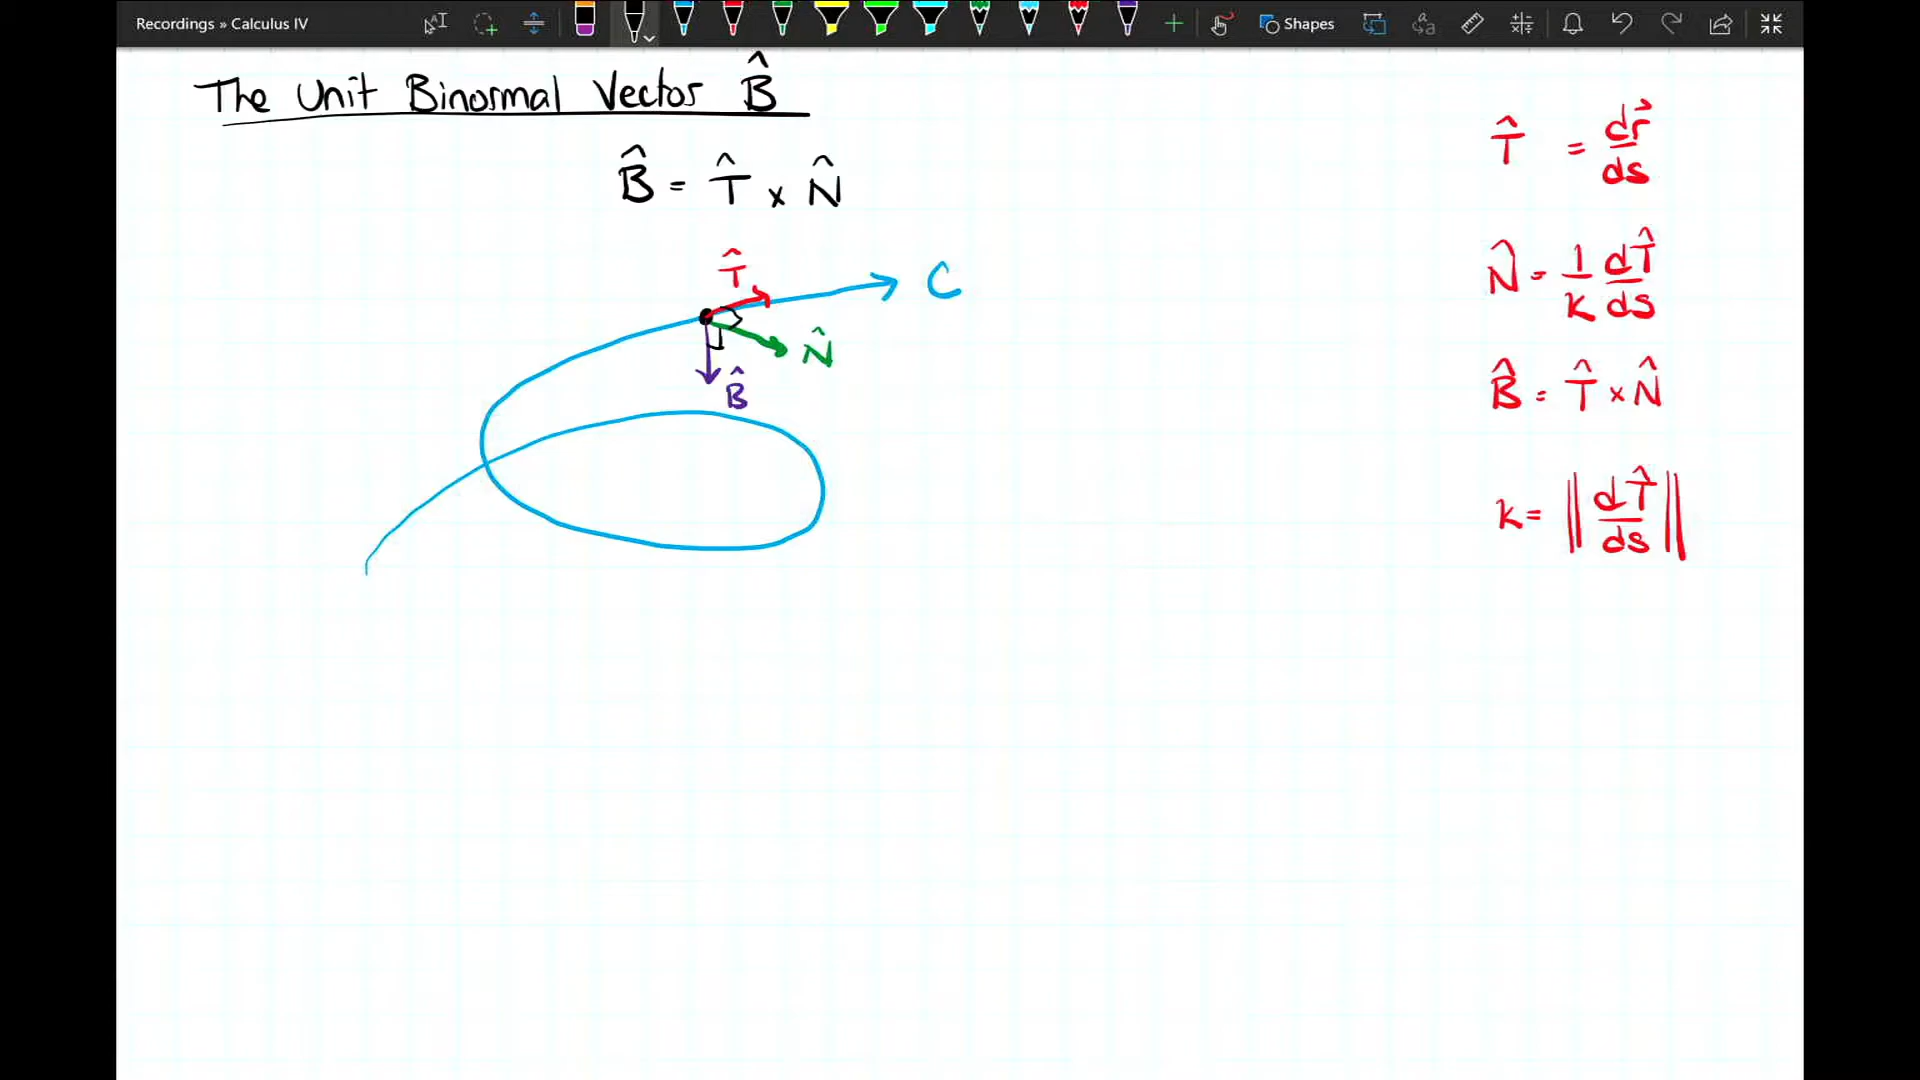 Recordings » Calculus IV
Shapes
The Unit Binormal Vector B̂
B̂ = T̂ × N̂
T̂
C
N̂
B̂
T̂ = dr⃗/ds
N̂ = 1/κ dT̂/ds
B̂ = T̂ × N̂
κ = ‖dT̂/ds‖